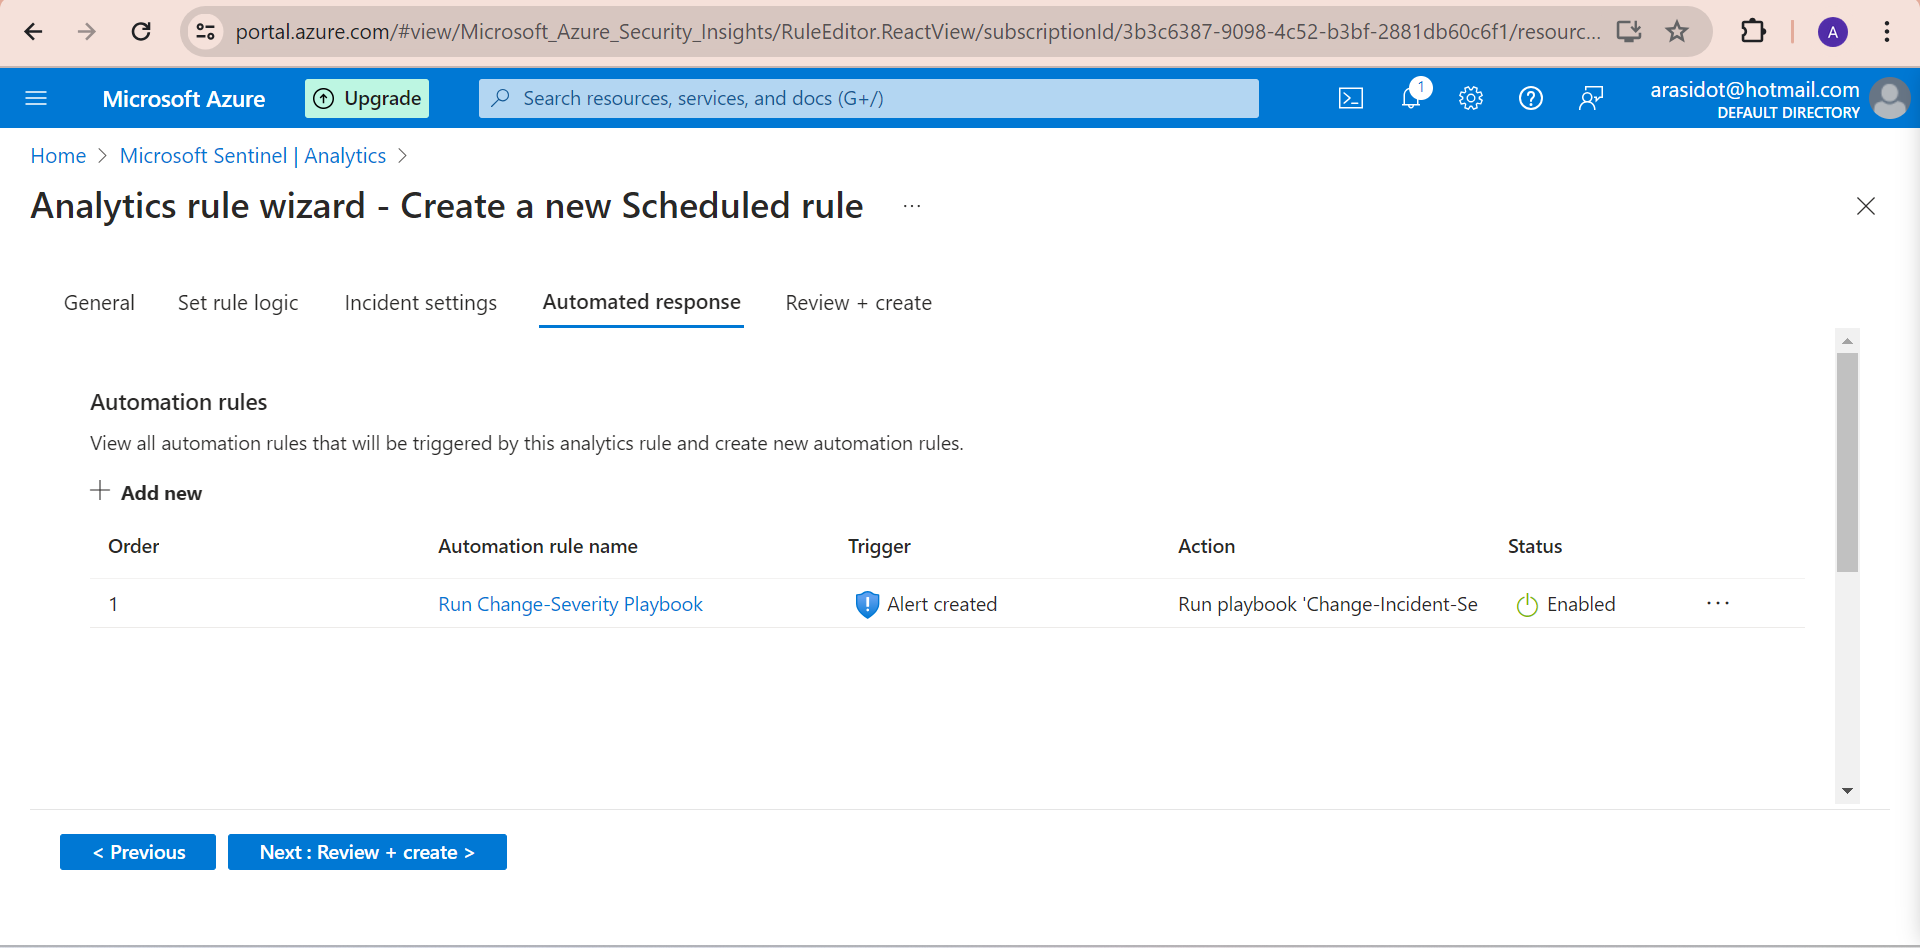 portal.azure.com/#view/Microsoft_Azure_Security_Insights/RuleEditor.ReactView/subscriptionId/3b3c6387-9098-4c52-b3bf-2881db60c6f1/resourc...
A
Microsoft Azure
Upgrade
Search resources, services, and docs (G+/)
1
arasidot@hotmail.com
DEFAULT DIRECTORY
Home > Microsoft Sentinel | Analytics >
Analytics rule wizard - Create a new Scheduled rule ...
General Set rule logic Incident settings Automated response Review + create
Automation rules
View all automation rules that will be triggered by this analytics rule and create new automation rules.
+ Add new
Order Automation rule name Trigger Action Status
1 Run Change-Severity Playbook Alert created Run playbook 'Change-Incident-Se Enabled ...
< Previous Next : Review + create >